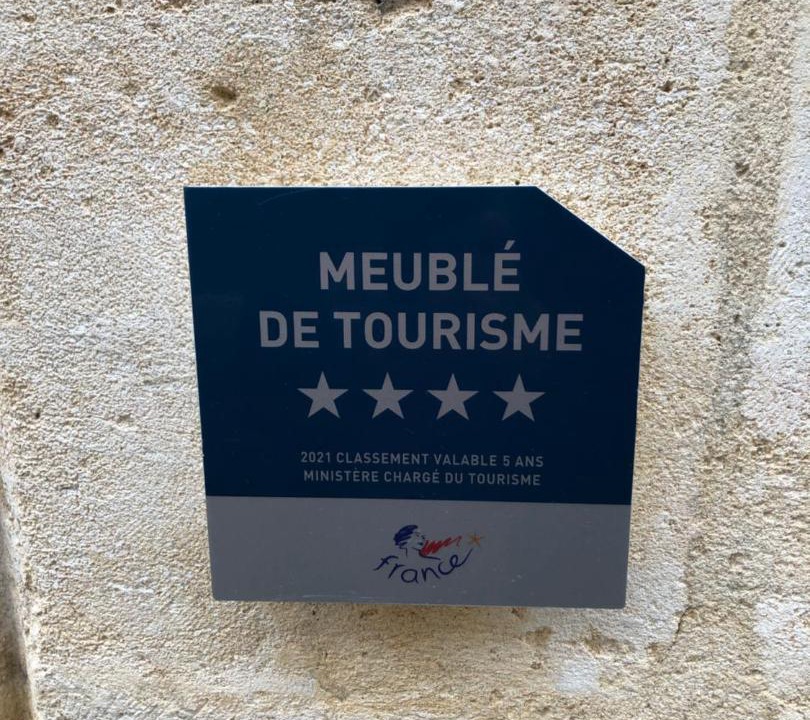 MEUBLÉ
DE TOURISME
★★★★
2021 CLASSEMENT VALABLE 5 ANS
MINISTÈRE CHARGÉ DU TOURISME
france